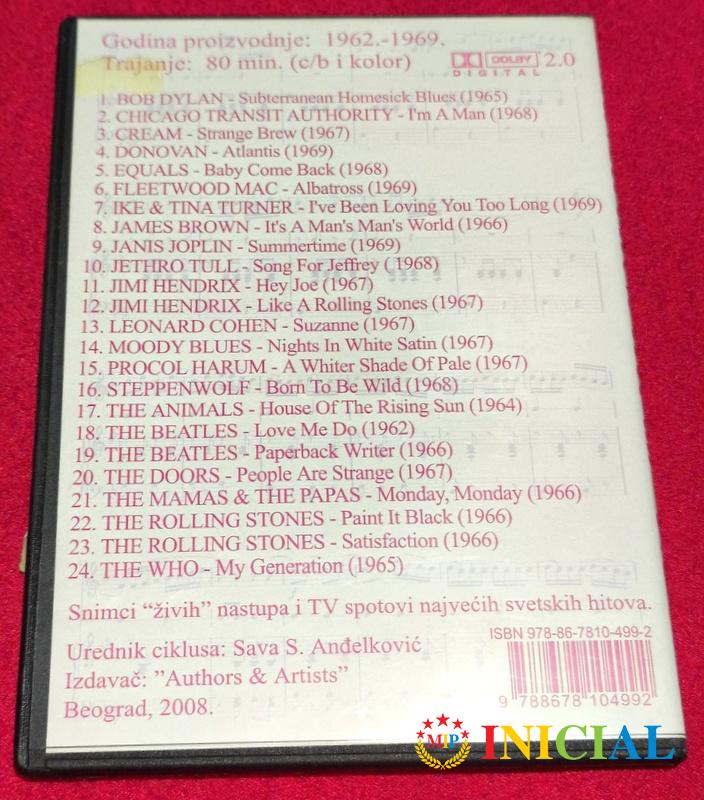 Godina proizvodnje: 1962.-1969.
Trajanje: 80 min. (c/b i kolor) DOLBY 2.0
DIGITAL
1. BOB DYLAN - Subterranean Homesick Blues (1965)
2. CHICAGO TRANSIT AUTHORITY - I'm A Man (1968)
3. CREAM - Strange Brew (1967)
4. DONOVAN - Atlantis (1969)
5. EQUALS - Baby Come Back (1968)
6. FLEETWOOD MAC - Albatross (1969)
7. IKE & TINA TURNER - I've Been Loving You Too Long (1969)
8. JAMES BROWN - It's A Man's Man's World (1966)
9. JANIS JOPLIN - Summertime (1969)
10. JETHRO TULL - Song For Jeffrey ( 1968)
11. JIMI HENDRIX - Hey Joe (1967)
12. JIMI HENDRIX - Like A Rolling Stones (1967)
13. LEONARD COHEN - Suzanne (1967)
14. MOODY BLUES - Nights In White Satin (1967)
15. PROCOL HARUM - A Whiter Shade Of Pale (1967)
16. STEPPENWOLF - Born To Be Wild (1968)
17. THE ANIMALS - House Of The Rising Sun (1964)
18. THE BEATLES - Love Me Do (1962)
19. THE BEATLES - Paperback Writer (1966)
20. THE DOORS - People Are Strange (1967)
21. THE MAMAS & THE PAPAS - Monday, Monday (1966)
22. THE ROLLING STONES - Paint It Black (1966)
23. THE ROLLING STONES - Satisfaction (1966)
24. THE WHO - My Generation (1965)
Snimci “živih” nastupa i TV spotovi najvećih svetskih hitova.
Urednik ciklusa: Sava S. Anđelković
Izdavač: ”Authors & Artists”
Beograd, 2008.
ISBN 978-86-7810-499-2
9 788678 104992
MIP INICIAL